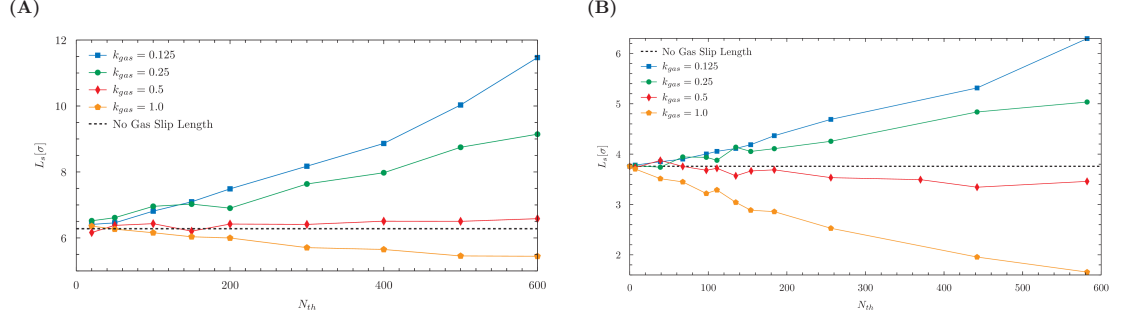 (A)
12
10
8
6
L_s[σ]
k_gas = 0.125
k_gas = 0.25
k_gas = 0.5
k_gas = 1.0
No Gas Slip Length
0
200
400
600
N_th
(B)
6
5
4
3
2
L_s[σ]
No Gas Slip Length
k_gas = 0.125
k_gas = 0.25
k_gas = 0.5
k_gas = 1.0
0
100
200
300
400
500
600
N_th